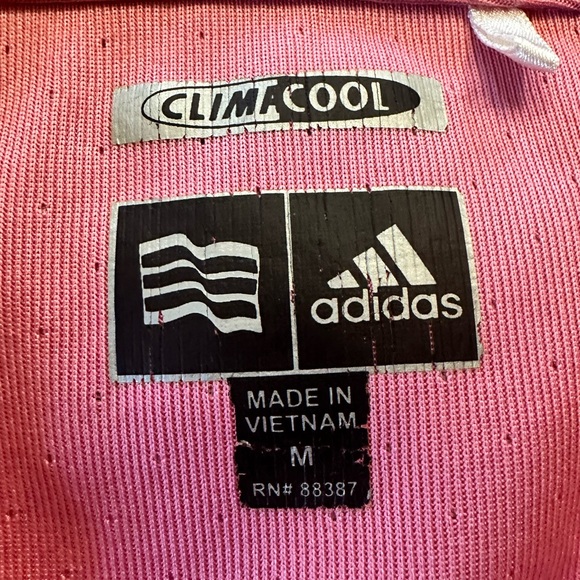 CLIMACOOL
adidas
MADE IN
VIETNAM
M
RN# 88387